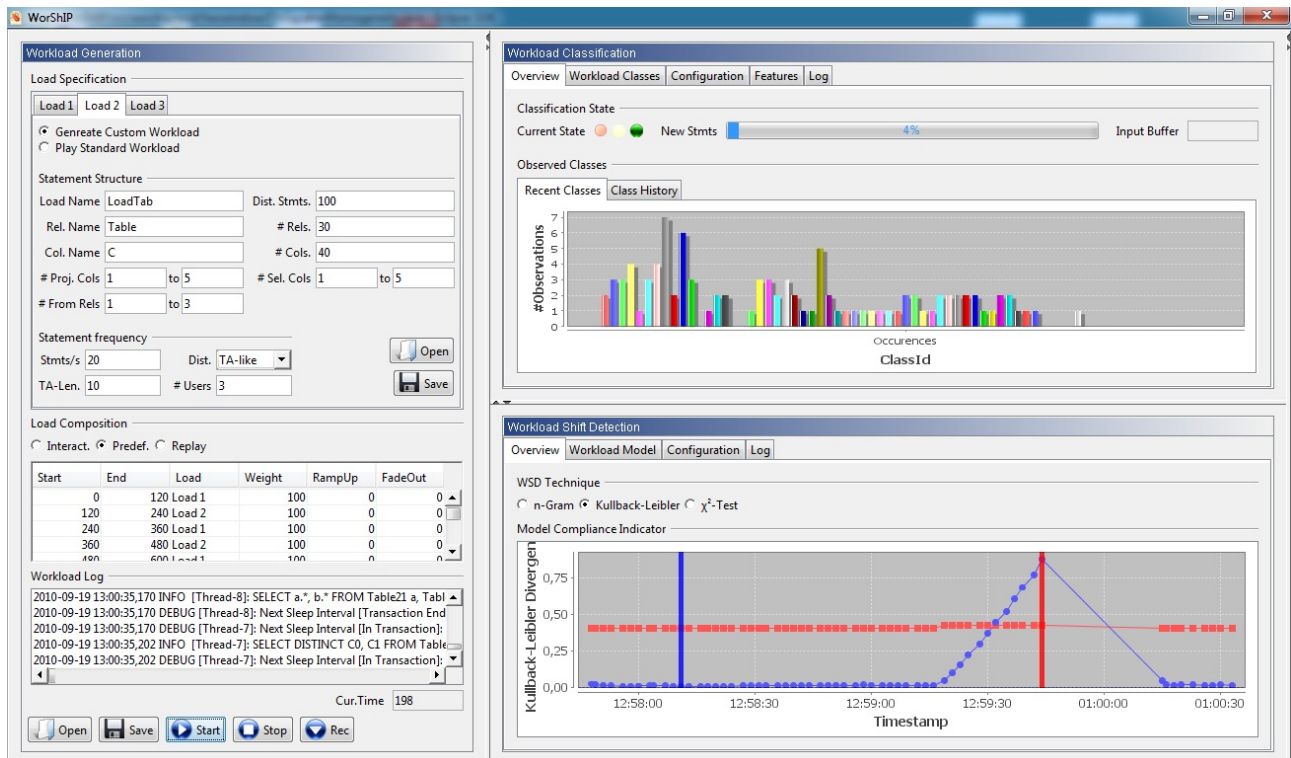 WorShIP
Workload Generation
Load Specification
Load 1 Load 2 Load 3
Genreate Custom Workload
Play Standard Workload
Statement Structure
Load Name LoadTab Dist. Stmts. 100
Rel. Name Table # Rels. 30
Col. Name C # Cols. 40
# Proj. Cols 1 to 5 # Sel. Cols 1 to 5
# From Rels 1 to 3
Statement frequency
Stmts/s 20 Dist. TA-like Open
TA-Len. 10 # Users 3 Save
Load Composition
Interact. Predef. Replay
Start End Load Weight RampUp FadeOut
0 120 Load 1 100 0 0
120 240 Load 2 100 0 0
240 360 Load 1 100 0 0
360 480 Load 2 100 0 0
480 600 Load 1 100 0 0
Workload Log
2010-09-19 13:00:35,170 INFO [Thread-8]: SELECT a.*, b.* FROM Table21 a, Tabl
2010-09-19 13:00:35,170 DEBUG [Thread-8]: Next Sleep Interval [Transaction End
2010-09-19 13:00:35,170 DEBUG [Thread-7]: Next Sleep Interval [In Transaction]:
2010-09-19 13:00:35,202 INFO [Thread-7]: SELECT DISTINCT C0, C1 FROM Table
2010-09-19 13:00:35,202 DEBUG [Thread-7]: Next Sleep Interval [In Transaction]:
Cur.Time 198
Open Save Start Stop Rec
Workload Classification
Overview Workload Classes Configuration Features Log
Classification State
Current State New Stmts 4% Input Buffer
Observed Classes
Recent Classes Class History
#Observations
7
6
5
4
3
2
1
0
Occurences
ClassId
Workload Shift Detection
Overview Workload Model Configuration Log
WSD Technique
n-Gram Kullback-Leibler χ²-Test
Model Compliance Indicator
Kullback-Leibler Divergen
0,75
0,50
0,25
0,00
12:58:00 12:58:30 12:59:00 12:59:30 01:00:00 01:00:30
Timestamp